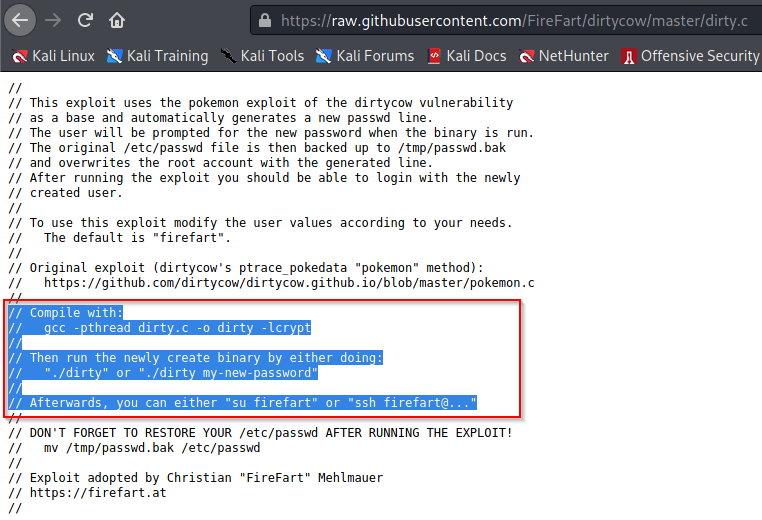 https://raw.githubusercontent.com/FireFart/dirtycow/master/dirty.c
Kali Linux Kali Training Kali Tools Kali Forums Kali Docs NetHunter Offensive Security
//
// This exploit uses the pokemon exploit of the dirtycow vulnerability
// as a base and automatically generates a new passwd line.
// The user will be prompted for the new password when the binary is run.
// The original /etc/passwd file is then backed up to /tmp/passwd.bak
// and overwrites the root account with the generated line.
// After running the exploit you should be able to login with the newly
// created user.
//
// To use this exploit modify the user values according to your needs.
//   The default is "firefart".
//
// Original exploit (dirtycow's ptrace_pokedata "pokemon" method):
//   https://github.com/dirtycow/dirtycow.github.io/blob/master/pokemon.c
//
// Compile with:
//   gcc -pthread dirty.c -o dirty -lcrypt
//
// Then run the newly create binary by either doing:
//   "./dirty" or "./dirty my-new-password"
//
// Afterwards, you can either "su firefart" or "ssh firefart@..."
//
// DON'T FORGET TO RESTORE YOUR /etc/passwd AFTER RUNNING THE EXPLOIT!
//   mv /tmp/passwd.bak /etc/passwd
//
// Exploit adopted by Christian "FireFart" Mehlmauer
// https://firefart.at
//